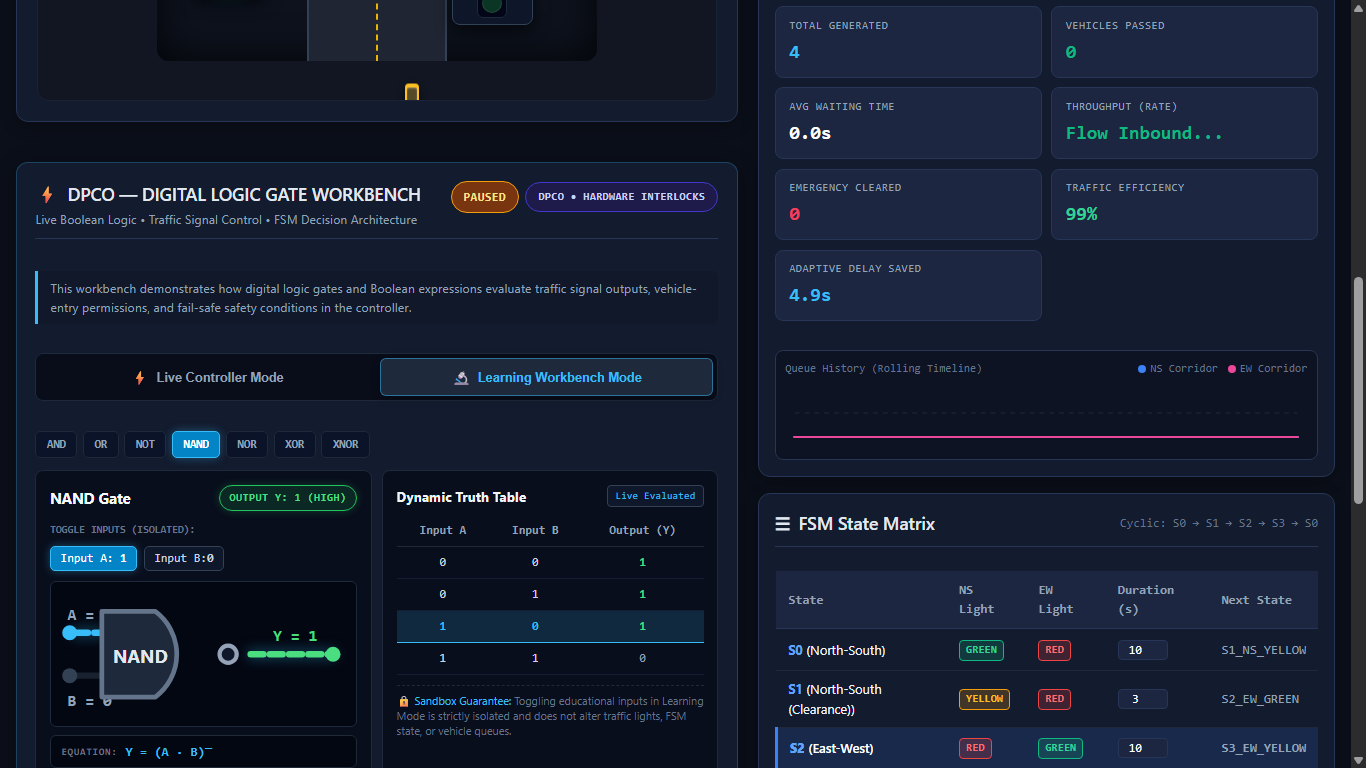 DPCO — DIGITAL LOGIC GATE WORKBENCH
PAUSED
DPCO • HARDWARE INTERLOCKS
Live Boolean Logic • Traffic Signal Control • FSM Decision Architecture
This workbench demonstrates how digital logic gates and Boolean expressions evaluate traffic signal outputs, vehicle-
entry permissions, and fail-safe safety conditions in the controller.
Live Controller Mode
Learning Workbench Mode
AND OR NOT NAND NOR XOR XNOR
NAND Gate
OUTPUT Y: 1 (HIGH)
TOGGLE INPUTS (ISOLATED):
Input A: 1
Input B:0
A =
NAND
Y = 1
B = 0
EQUATION: Y = (A · B)‾
Dynamic Truth Table
Live Evaluated
Input A Input B Output (Y)
0 0 1
0 1 1
1 0 1
1 1 0
Sandbox Guarantee: Toggling educational inputs in Learning
Mode is strictly isolated and does not alter traffic lights, FSM
state, or vehicle queues.
TOTAL GENERATED
4
VEHICLES PASSED
0
AVG WAITING TIME
0.0s
THROUGHPUT (RATE)
Flow Inbound...
EMERGENCY CLEARED
0
TRAFFIC EFFICIENCY
99%
ADAPTIVE DELAY SAVED
4.9s
Queue History (Rolling Timeline)
NS Corridor
EW Corridor
FSM State Matrix
Cyclic: S0 → S1 → S2 → S3 → S0
State
NS
Light
EW
Light
Duration
(s)
Next State
S0 (North-South) GREEN RED 10 S1_NS_YELLOW
S1 (North-South
(Clearance)) YELLOW RED 3 S2_EW_GREEN
S2 (East-West) RED GREEN 10 S3_EW_YELLOW